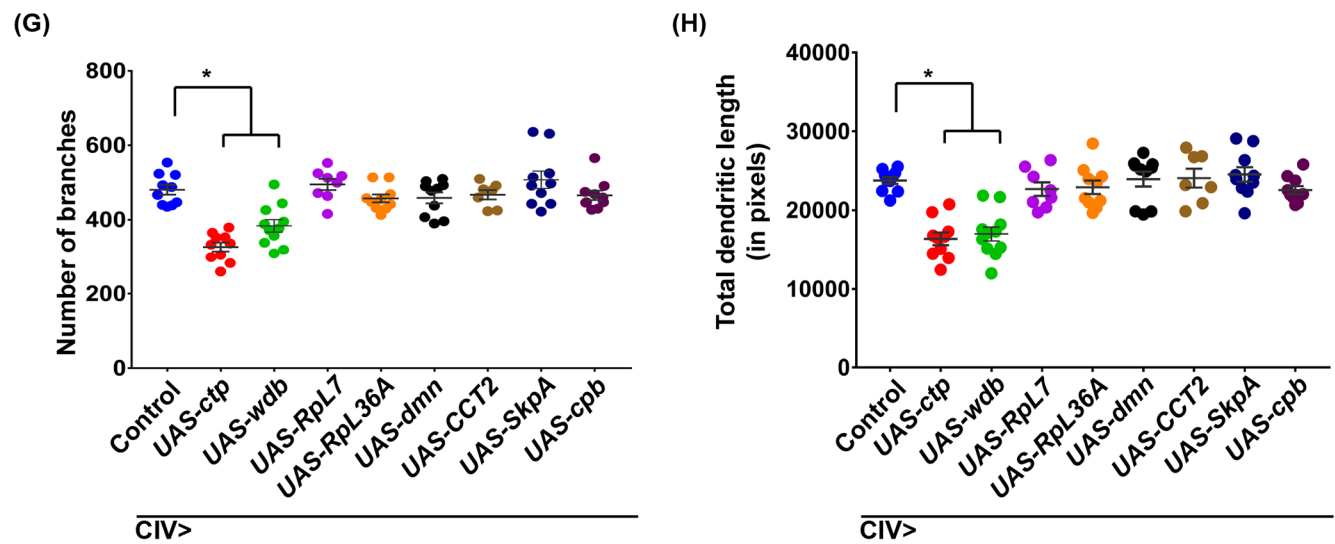 (G)
Number of branches
800
600
400
200
0
*
Control
UAS-ctp
UAS-wdb
UAS-RpL7
UAS-RpL36A
UAS-dmn
UAS-CCT2
UAS-SkpA
UAS-cpb
CIV>
(H)
Total dendritic length
(in pixels)
40000
30000
20000
10000
0
*
Control
UAS-ctp
UAS-wdb
UAS-RpL7
UAS-RpL36A
UAS-dmn
UAS-CCT2
UAS-SkpA
UAS-cpb
CIV>